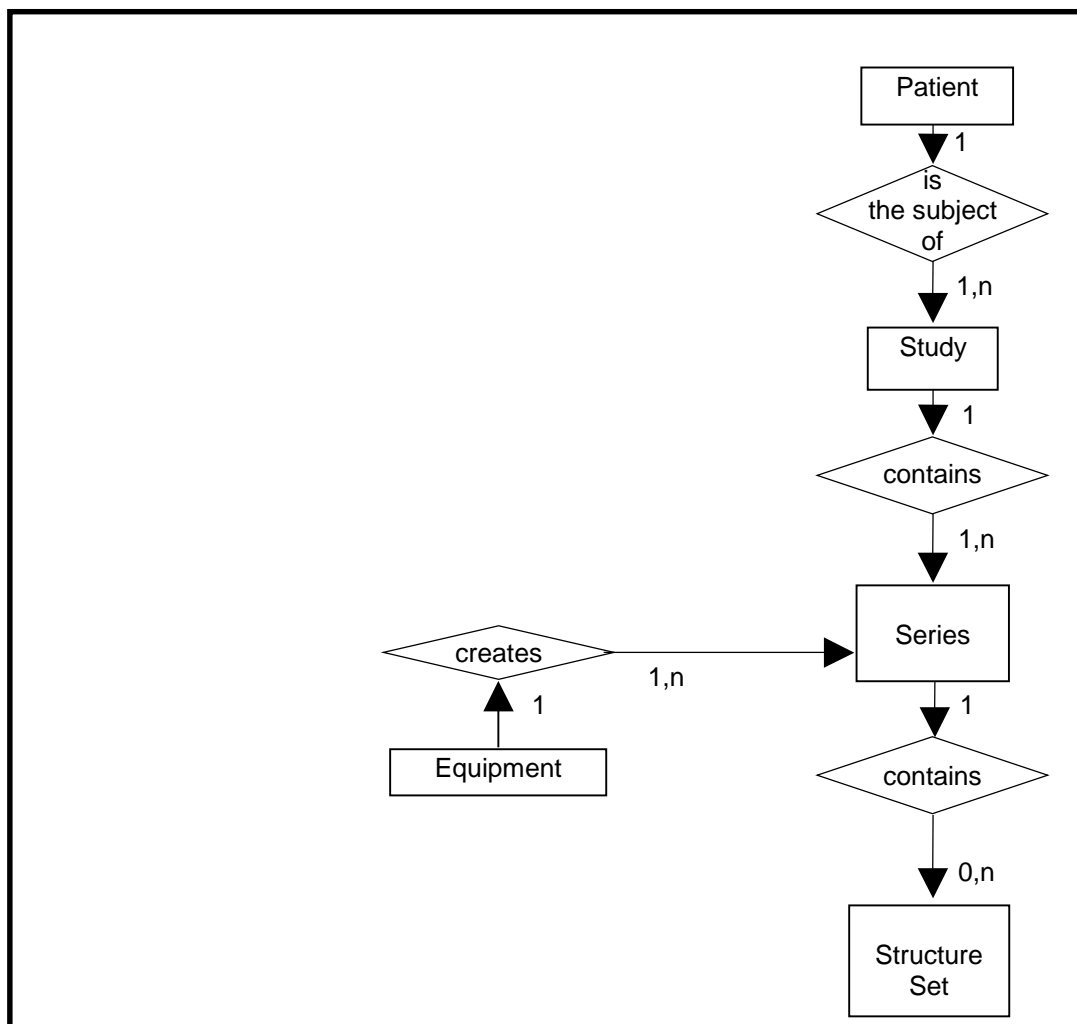 Patient
1
is
the subject
of
1,n
Study
1
contains
1,n
Series
creates
1,n
1
1
Equipment
contains
0,n
Structure
Set